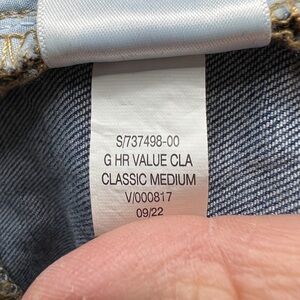 S/737498-00
G HR VALUE CLA
CLASSIC MEDIUM
V/000817
09/22